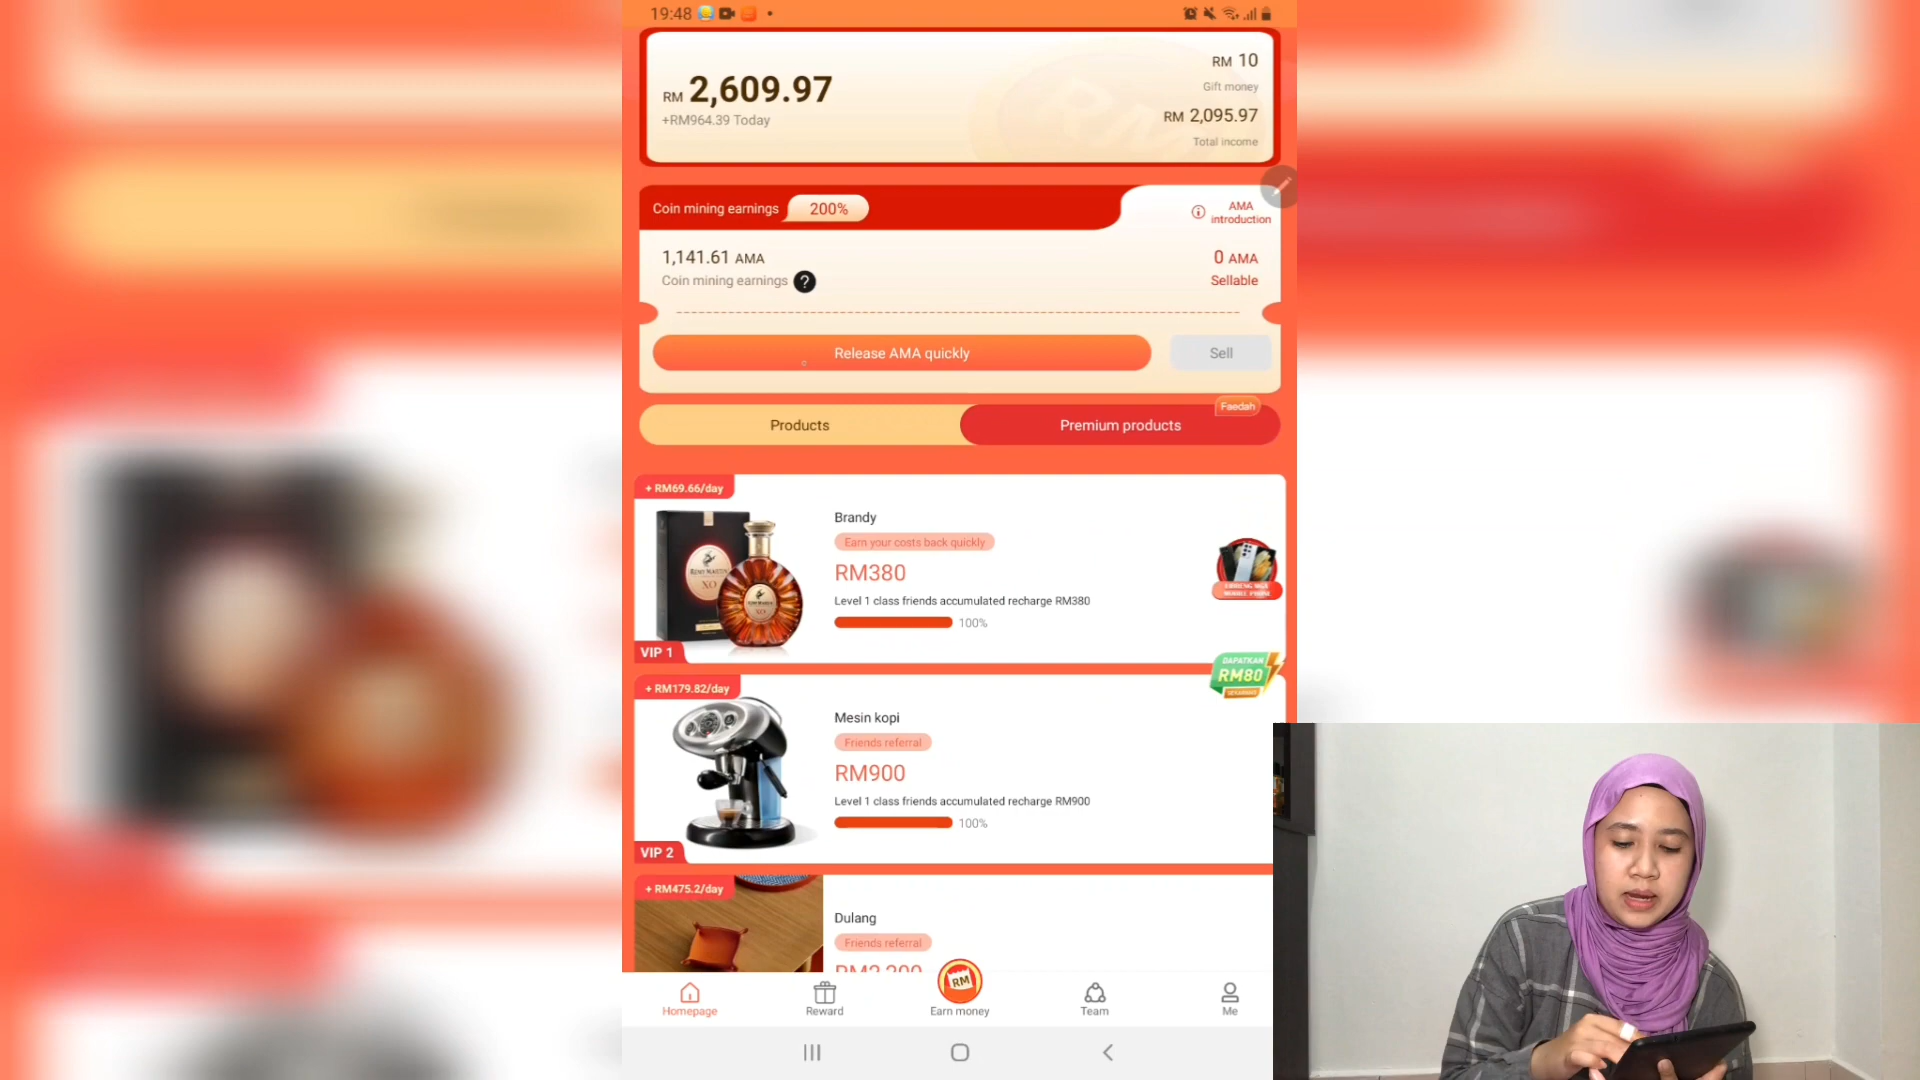 19:48
RM 2,609.97
+RM964.39 Today
RM 10
Gift money
RM 2,095.97
Total income
Coin mining earnings 200%
AMA
introduction
1,141.61 AMA
Coin mining earnings ?
0 AMA
Sellable
Release AMA quickly
Sell
Faedah
Products
Premium products
+ RM69.66/day
Brandy
Earn your costs back quickly
RM380
Level 1 class friends accumulated recharge RM380
100%
XO
VIP 1
DAPATKAN
RM80
+ RM179.82/day
Mesin kopi
Friends referral
RM900
Level 1 class friends accumulated recharge RM900
100%
VIP 2
+ RM475.2/day
Dulang
Friends referral
RM
Homepage
Reward
Earn money
Team
Me